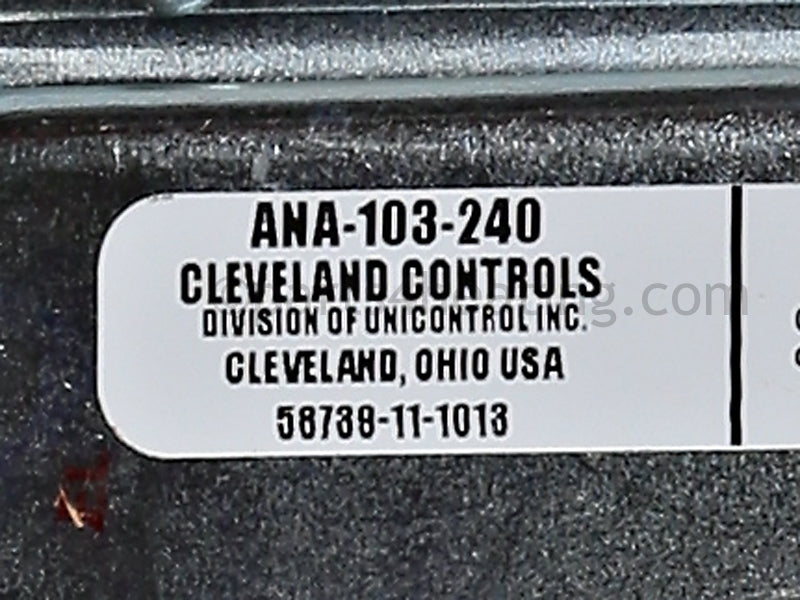 ANA-103-240
CLEVELAND CONTROLS
DIVISION OF UNICONTROL INC.
CLEVELAND, OHIO USA
58738-11-1013